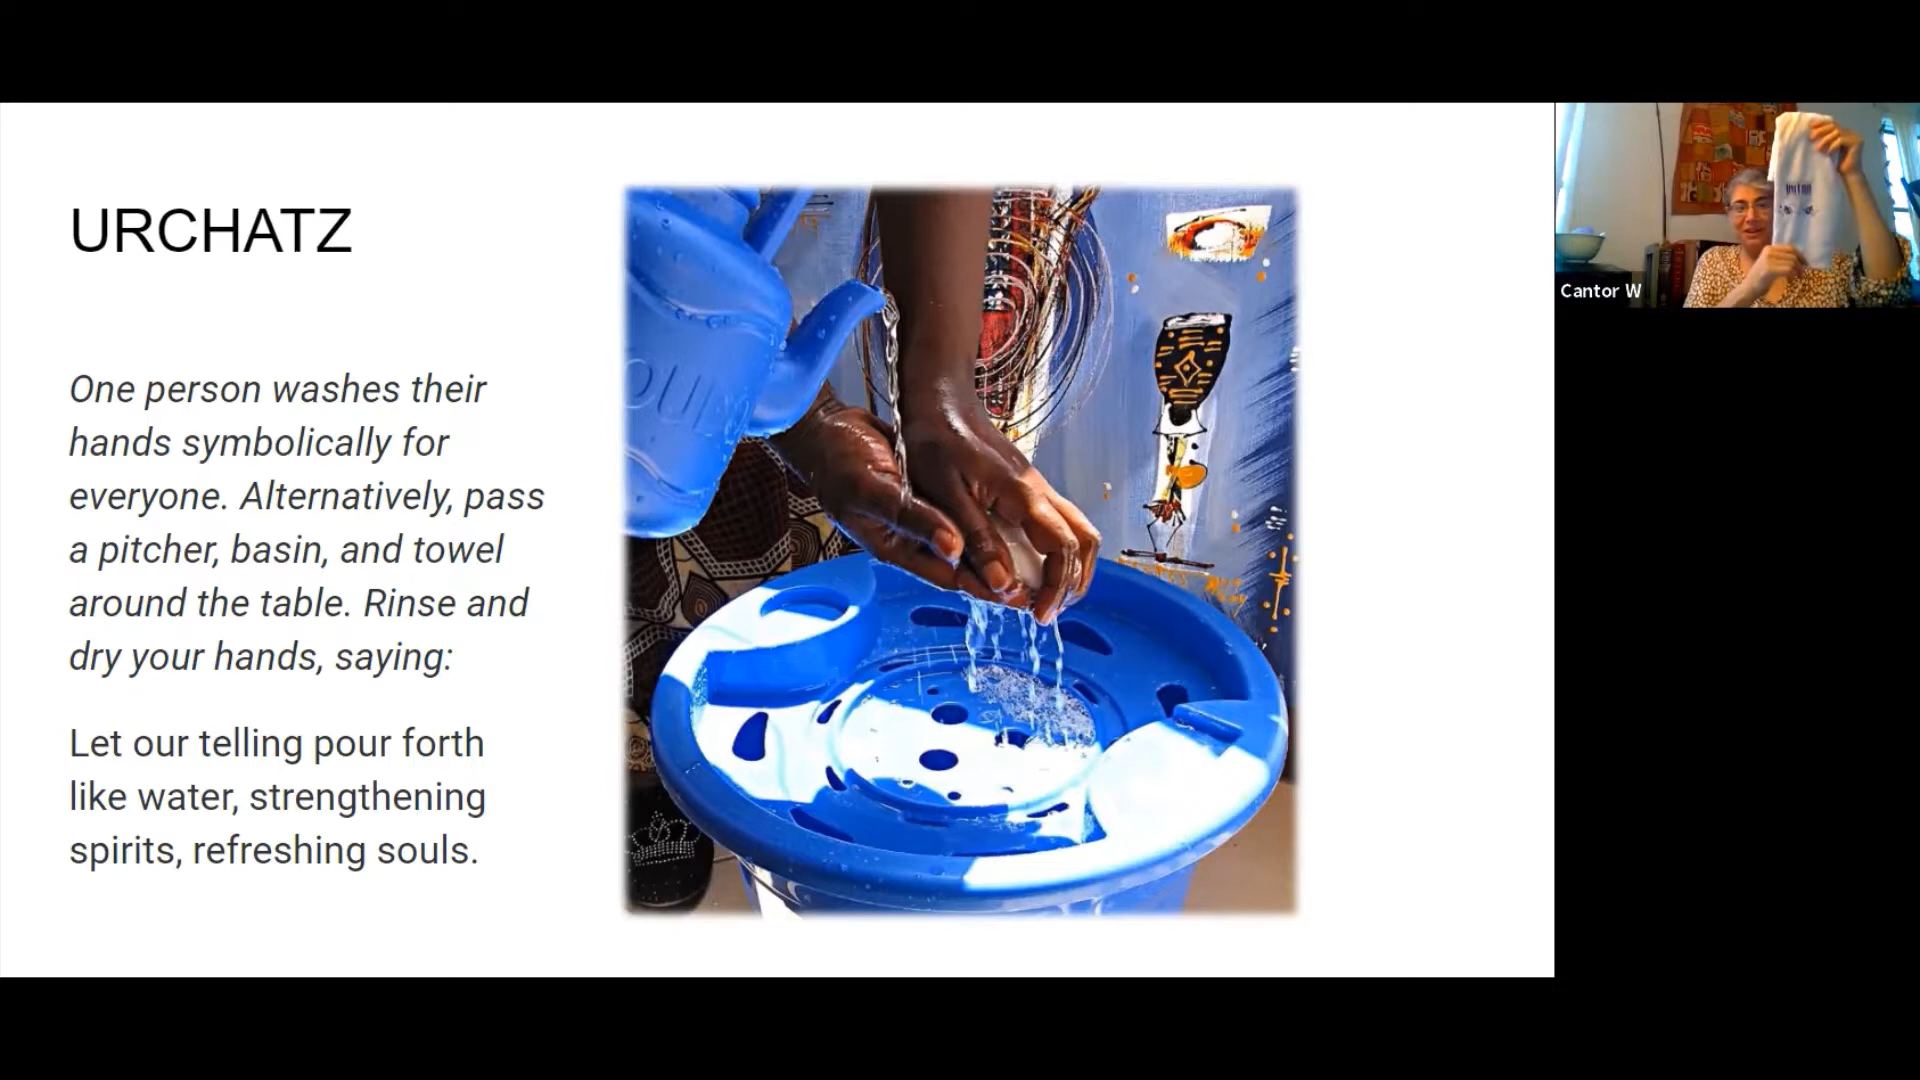 URCHATZ
One person washes their
hands symbolically for
everyone. Alternatively, pass
a pitcher, basin, and towel
around the table. Rinse and
dry your hands, saying:
Let our telling pour forth
like water, strengthening
spirits, refreshing souls.
Cantor W